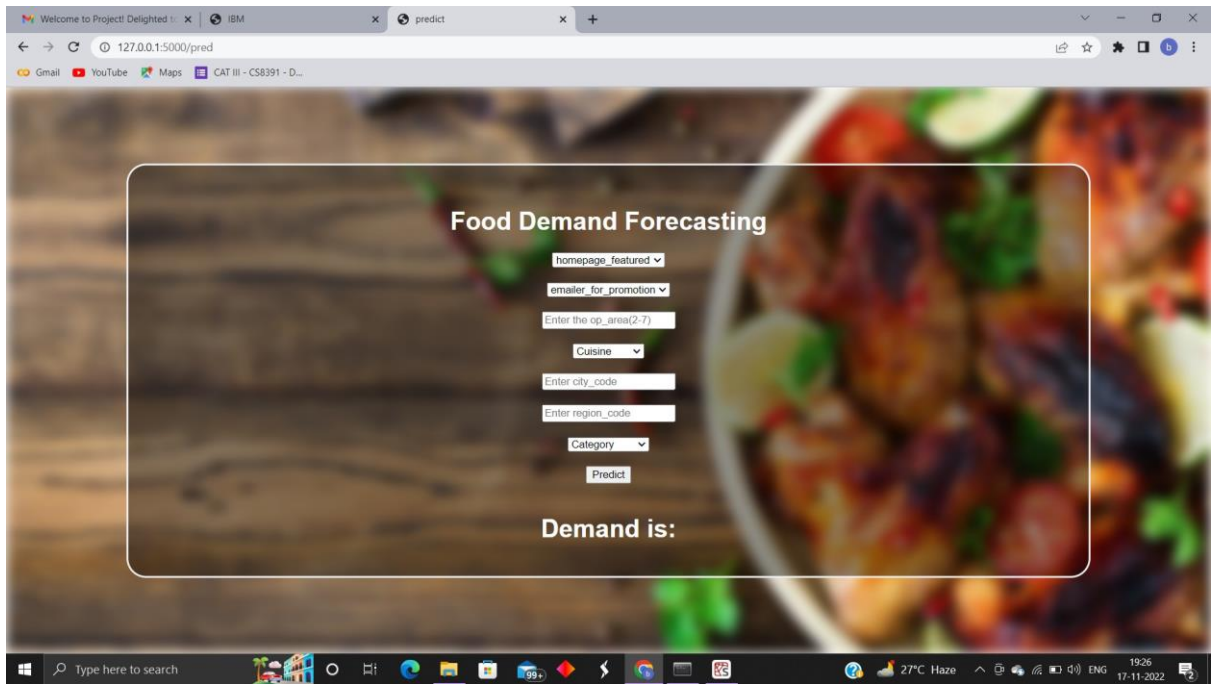 Welcome to Project! Delighted t
IBM
predict
127.0.0.1:5000/pred
b
Gmail
YouTube
Maps
CAT III - CS8391 - D...
Food Demand Forecasting
homepage_featured
emailer_for_promotion
Enter the op_area(2-7)
Cuisine
Enter city_code
Enter region_code
Category
Predict
Demand is:
Type here to search
99+
27°C Haze
ENG
19:26
17-11-2022
2